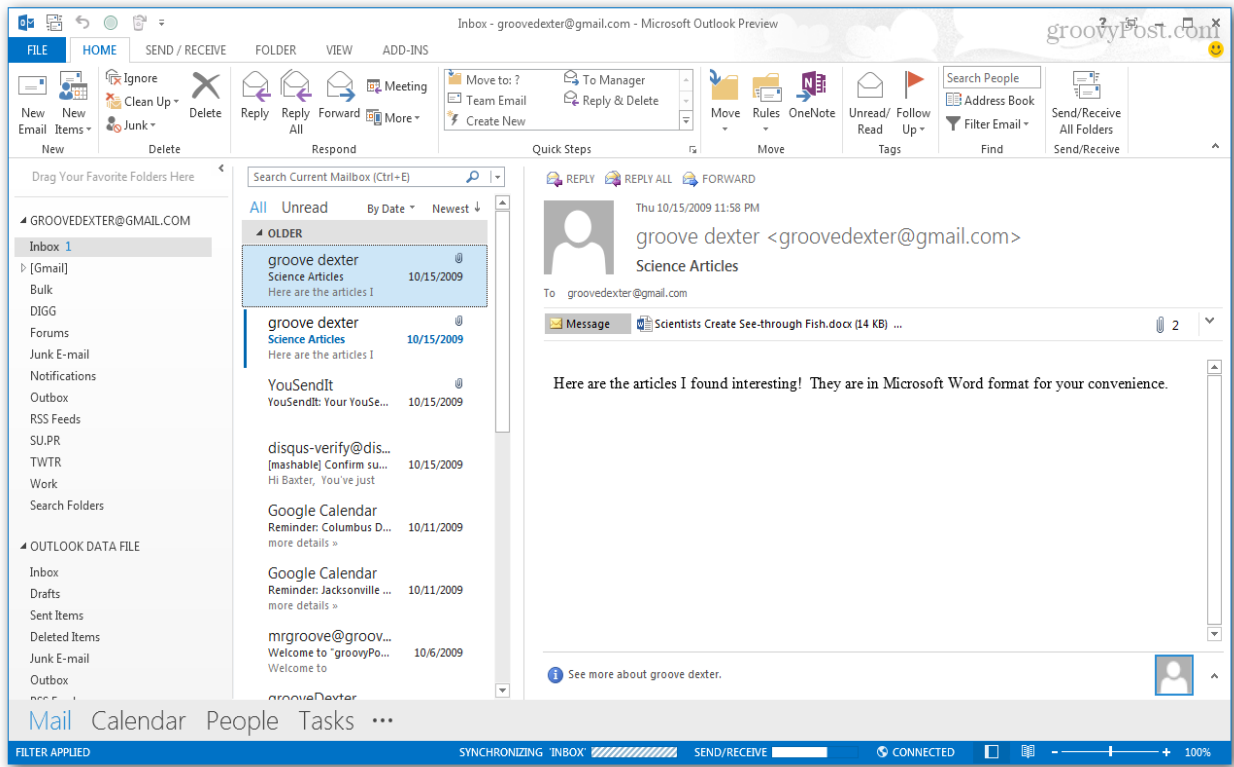 Inbox - groovedexter@gmail.com - Microsoft Outlook Preview
groovyPost.com
FILE HOME SEND / RECEIVE FOLDER VIEW ADD-INS
New Email
New Items
New
Ignore
Clean Up
Junk
Delete
Delete
Reply
Reply All
Forward
Meeting
More
Respond
Move to: ?
Team Email
Create New
To Manager
Reply & Delete
Quick Steps
Move
Rules
OneNote
Move
Unread/ Read
Follow Up
Tags
Search People
Address Book
Filter Email
Find
Send/Receive All Folders
Send/Receive
Drag Your Favorite Folders Here
GROOVEDEXTER@GMAIL.COM
Inbox 1
[Gmail]
Bulk
DIGG
Forums
Junk E-mail
Notifications
Outbox
RSS Feeds
SU.PR
TWTR
Work
Search Folders
OUTLOOK DATA FILE
Inbox
Drafts
Sent Items
Deleted Items
Junk E-mail
Outbox
Search Current Mailbox (Ctrl+E)
All Unread By Date Newest ↓
OLDER
groove dexter
Science Articles 10/15/2009
Here are the articles I
groove dexter
Science Articles 10/15/2009
Here are the articles I
YouSendIt
YouSendIt: Your YouSe... 10/15/2009
disqus-verify@dis...
[mashable] Confirm su... 10/15/2009
Hi Baxter, You've just
Google Calendar
Reminder: Columbus D... 10/11/2009
more details »
Google Calendar
Reminder: Jacksonville ... 10/11/2009
more details »
mrgroove@groov...
Welcome to "groovyPo... 10/6/2009
Welcome to
grooveDexter
REPLY REPLY ALL FORWARD
Thu 10/15/2009 11:58 PM
groove dexter <groovedexter@gmail.com>
Science Articles
To groovedexter@gmail.com
Message Scientists Create See-through Fish.docx (14 KB) ... 2
Here are the articles I found interesting! They are in Microsoft Word format for your convenience.
See more about groove dexter.
Mail Calendar People Tasks •••
FILTER APPLIED SYNCHRONIZING 'INBOX' SEND/RECEIVE CONNECTED - + 100%